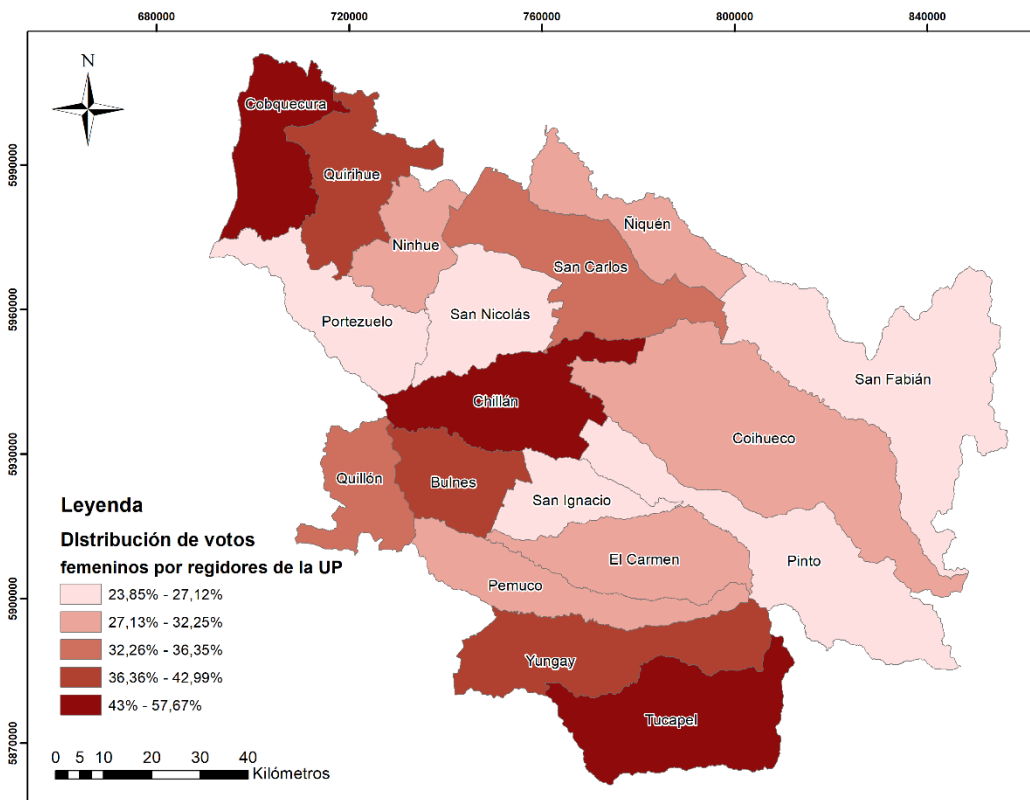 680000 720000 760000 800000 840000
N
5990000
5960000
5930000
5900000
5870000
Cobquecura
Quirihue
Ñiquén
Ninhue
San Carlos
San Nicolás
Portezuelo
San Fabián
Chillán
Coihueco
Quillón
Bulnes
San Ignacio
El Carmen
Pinto
Pemuco
Yungay
Tucapel
Leyenda
Distribución de votos
femeninos por regidores de la UP
23,85% - 27,12%
27,13% - 32,25%
32,26% - 36,35%
36,36% - 42,99%
43% - 57,67%
0 5 10 20 30 40
Kilómetros